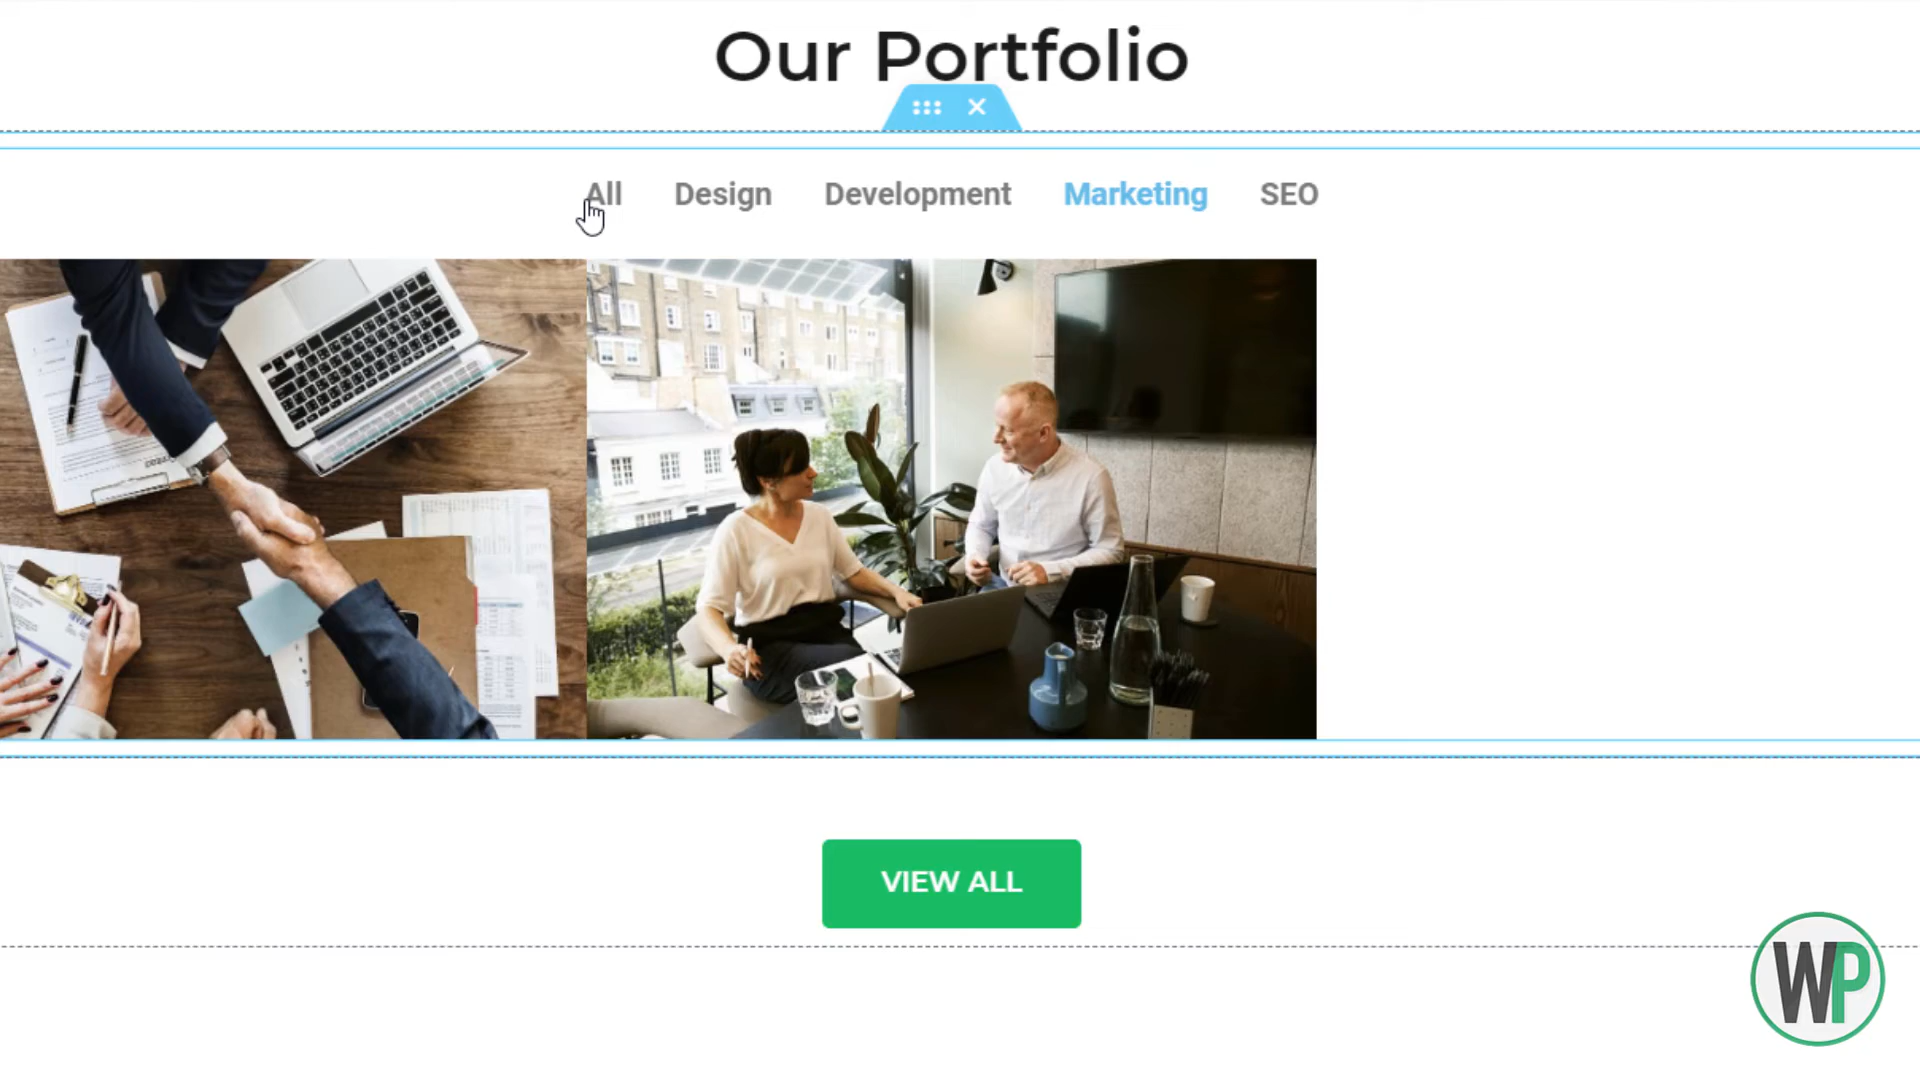 Our Portfolio
All Design Development Marketing SEO
VIEW ALL
WP